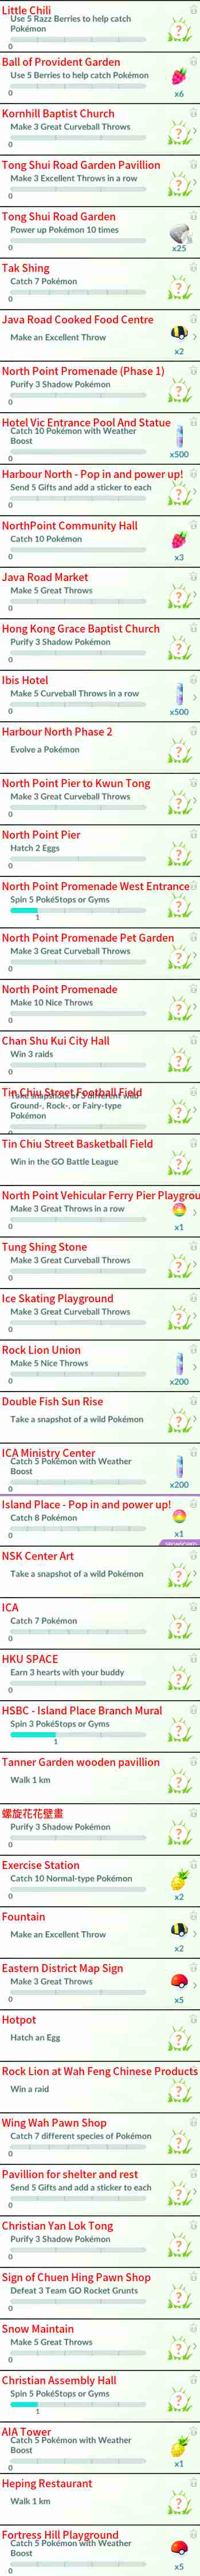 Little Chili
Use 5 Razz Berries to help catch
Pokémon
0
Ball of Provident Garden
Use 5 Berries to help catch Pokémon
0
x6
Kornhill Baptist Church
Make 3 Great Curveball Throws
0
Tong Shui Road Garden Pavillion
Make 3 Excellent Throws in a row
0
Tong Shui Road Garden
Power up Pokémon 10 times
0
x25
Tak Shing
Catch 7 Pokémon
0
Java Road Cooked Food Centre
Make an Excellent Throw
x2
North Point Promenade (Phase 1)
Purify 3 Shadow Pokémon
0
Hotel Vic Entrance Pool And Statue
Catch 10 Pokémon with Weather
Boost
0
x500
Harbour North - Pop in and power up!
Send 5 Gifts and add a sticker to each
0
NorthPoint Community Hall
Catch 10 Pokémon
0
x3
Java Road Market
Make 5 Great Throws
0
Hong Kong Grace Baptist Church
Purify 3 Shadow Pokémon
0
Ibis Hotel
Make 5 Curveball Throws in a row
0
x500
Harbour North Phase 2
Evolve a Pokémon
North Point Pier to Kwun Tong
Make 3 Great Curveball Throws
0
North Point Pier
Hatch 2 Eggs
0
North Point Promenade West Entrance
Spin 5 PokéStops or Gyms
1
North Point Promenade Pet Garden
Make 3 Great Curveball Throws
0
North Point Promenade
Make 10 Nice Throws
0
Chan Shu Kui City Hall
Win 3 raids
0
Tin Chiu Street Football Field
Take snapshots of 3 different wild
Ground-, Rock-, or Fairy-type
Pokémon
0
Tin Chiu Street Basketball Field
Win in the GO Battle League
North Point Vehicular Ferry Pier Playgrou
Make 3 Great Throws in a row
0
x1
Tung Shing Stone
Make 3 Great Curveball Throws
0
Ice Skating Playground
Make 3 Great Curveball Throws
0
Rock Lion Union
Make 5 Nice Throws
0
x200
Double Fish Sun Rise
Take a snapshot of a wild Pokémon
ICA Ministry Center
Catch 5 Pokémon with Weather
Boost
0
x200
Island Place - Pop in and power up!
Catch 8 Pokémon
0
x1
NSK Center Art
Take a snapshot of a wild Pokémon
ICA
Catch 7 Pokémon
0
HKU SPACE
Earn 3 hearts with your buddy
0
HSBC - Island Place Branch Mural
Spin 3 PokéStops or Gyms
1
Tanner Garden wooden pavillion
Walk 1 km
螺旋花花壁畫
Purify 3 Shadow Pokémon
0
Exercise Station
Catch 10 Normal-type Pokémon
0
x2
Fountain
Make an Excellent Throw
x2
Eastern District Map Sign
Make 3 Great Throws
0
x5
Hotpot
Hatch an Egg
Rock Lion at Wah Feng Chinese Products
Win a raid
Wing Wah Pawn Shop
Catch 7 different species of Pokémon
0
Pavillion for shelter and rest
Send 5 Gifts and add a sticker to each
0
Christian Yan Lok Tong
Purify 3 Shadow Pokémon
0
Sign of Chuen Hing Pawn Shop
Defeat 3 Team GO Rocket Grunts
0
Snow Maintain
Make 5 Great Throws
0
Christian Assembly Hall
Spin 5 PokéStops or Gyms
1
AIA Tower
Catch 5 Pokémon with Weather
Boost
0
x1
Heping Restaurant
Walk 1 km
Fortress Hill Playground
Catch 5 Pokémon with Weather
Boost
0
x5